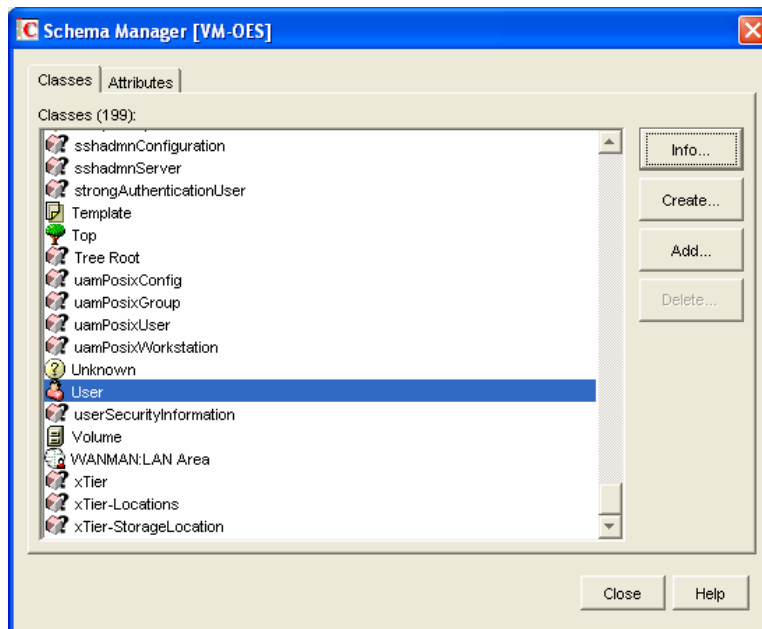 Schema Manager [VM-OES]
Classes
Attributes
Classes (199):
sshadmnConfiguration
sshadmnServer
strongAuthenticationUser
Template
Top
Tree Root
uamPosixConfig
uamPosixGroup
uamPosixUser
uamPosixWorkstation
Unknown
User
userSecurityInformation
Volume
WANMAN:LAN Area
xTier
xTier-Locations
xTier-StorageLocation
Info...
Create...
Add...
Delete...
Close
Help